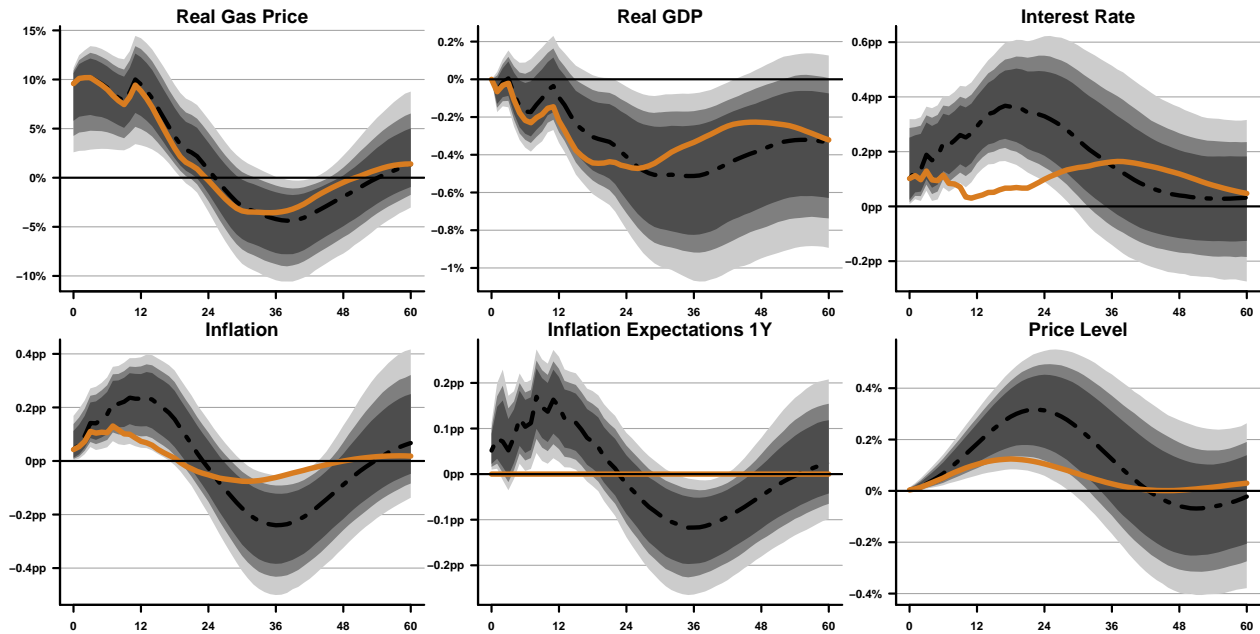 Real Gas Price
15%
10%
5%
0%
−5%
−10%
0 12 24 36 48 60
Real GDP
0.2%
0%
−0.2%
−0.4%
−0.6%
−0.8%
−1%
0 12 24 36 48 60
Interest Rate
0.6pp
0.4pp
0.2pp
0pp
−0.2pp
0 12 24 36 48 60
Inflation
0.4pp
0.2pp
0pp
−0.2pp
−0.4pp
0 12 24 36 48 60
Inflation Expectations 1Y
0.2pp
0.1pp
0pp
−0.1pp
−0.2pp
0 12 24 36 48 60
Price Level
0.4%
0.2%
0%
−0.2%
−0.4%
0 12 24 36 48 60